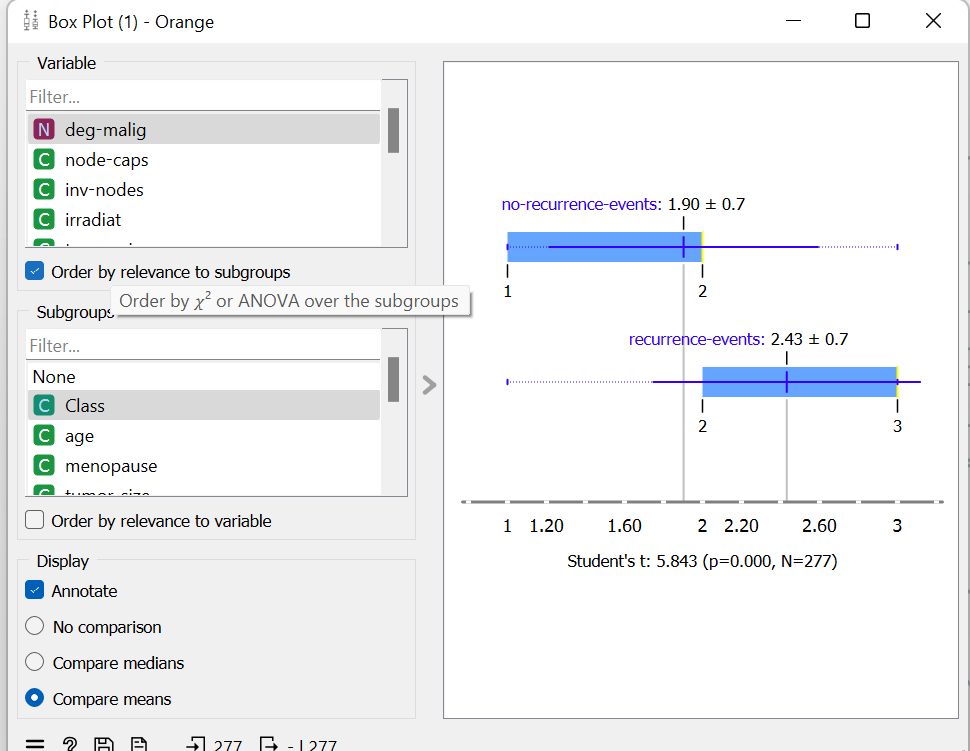 Box Plot (1) - Orange
Variable
Filter...
N deg-malig
C node-caps
C inv-nodes
C irradiat
Order by relevance to subgroups
Order by χ² or ANOVA over the subgroups
Subgroups
Filter...
None
C Class
C age
C menopause
C tumor-size
Order by relevance to variable
Display
Annotate
No comparison
Compare medians
Compare means
? 277 - | 277
no-recurrence-events: 1.90 ± 0.7
1 2
recurrence-events: 2.43 ± 0.7
2 3
1 1.20 1.60 2 2.20 2.60 3
Student's t: 5.843 (p=0.000, N=277)